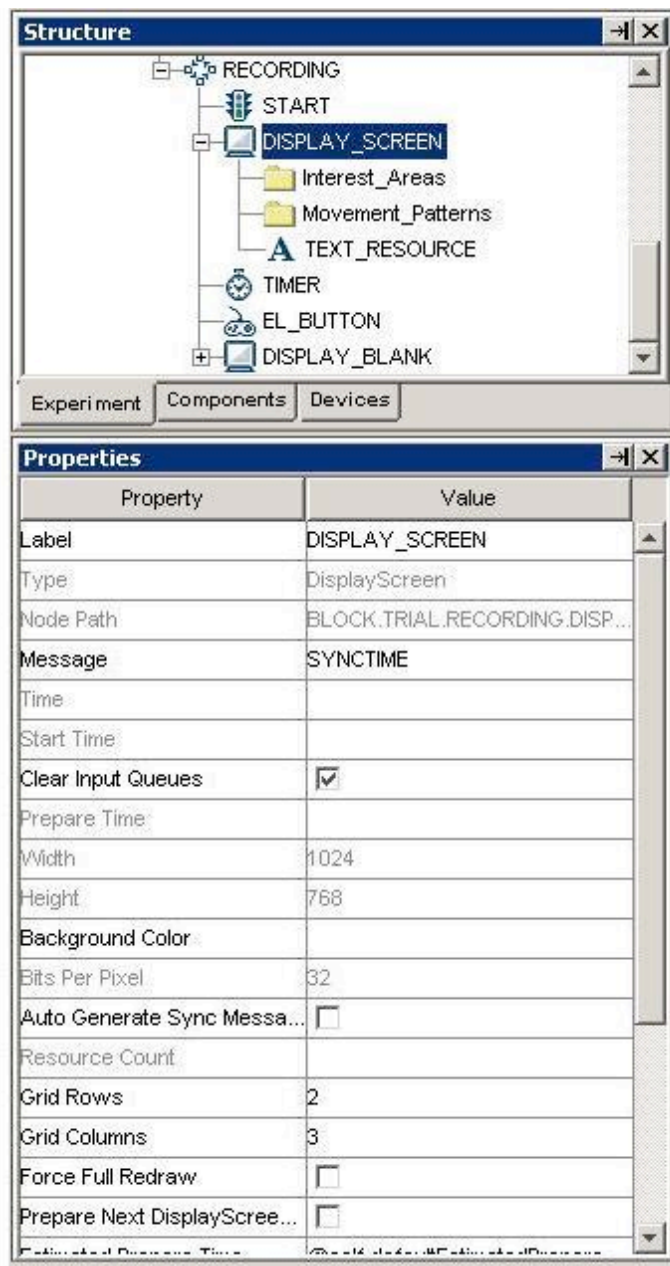 Structure
RECORDING
START
DISPLAY_SCREEN
Interest_Areas
Movement_Patterns
A TEXT_RESOURCE
TIMER
EL_BUTTON
DISPLAY_BLANK
Experiment Components Devices
Properties
Property Value
Label DISPLAY_SCREEN
Type DisplayScreen
Node Path BLOCK.TRIAL.RECORDING.DISP...
Message SYNCTIME
Time
Start Time
Clear Input Queues
Prepare Time
Width 1024
Height 768
Background Color
Bits Per Pixel 32
Auto Generate Sync Messa...
Resource Count
Grid Rows 2
Grid Columns 3
Force Full Redraw
Prepare Next DisplayScree...
Estimated Prepare Time